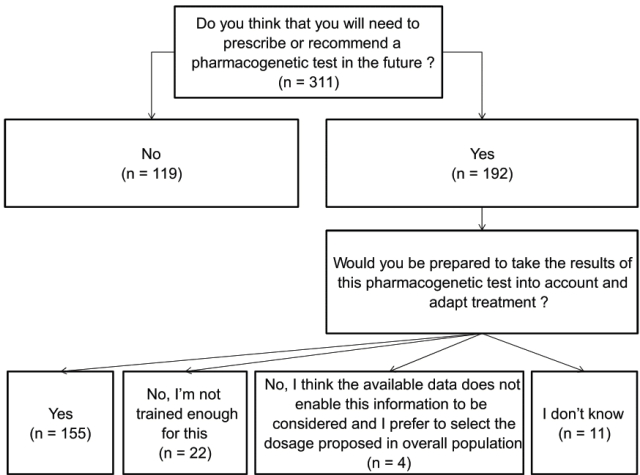 Do you think that you will need to
prescribe or recommend a
pharmacogenetic test in the future ?
(n = 311)
No
(n = 119)
Yes
(n = 192)
Would you be prepared to take the results of
this pharmacogenetic test into account and
adapt treatment ?
Yes
(n = 155)
No, I'm not
trained enough
for this
(n = 22)
No, I think the available data does not
enable this information to be
considered and I prefer to select the
dosage proposed in overall population
(n = 4)
I don't know
(n = 11)